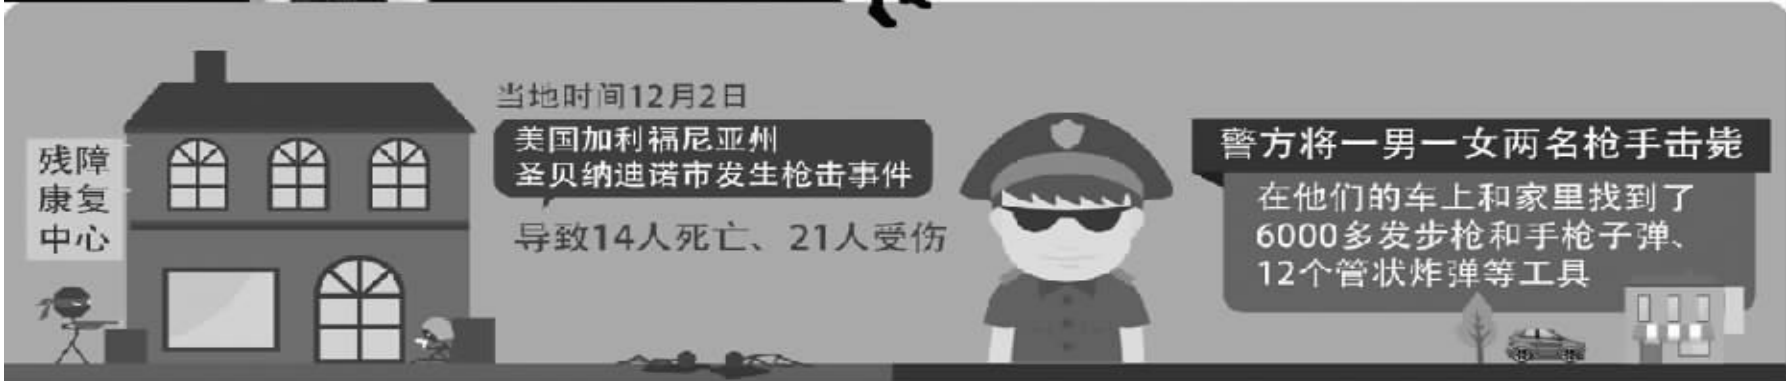 残障
康复
中心
当地时间12月2日
美国加利福尼亚州
圣贝纳迪诺市发生枪击事件
导致14人死亡、21人受伤
警方将一男一女两名枪手击毙
在他们的车上和家里找到了
6000多发步枪和手枪子弹、
12个管状炸弹等工具